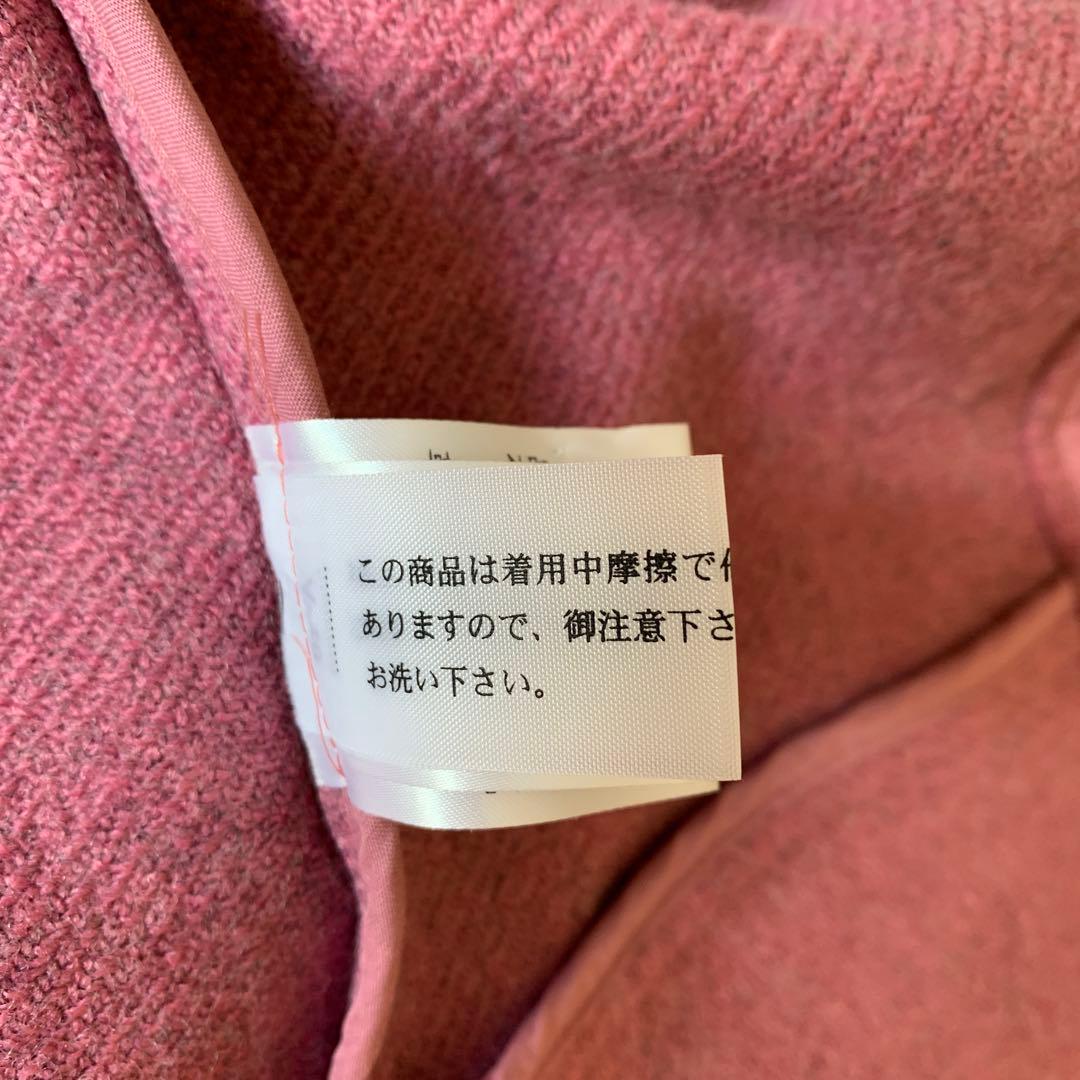 この商品は着用中摩擦で
ありますので、御注意下さ
お洗い下さい。